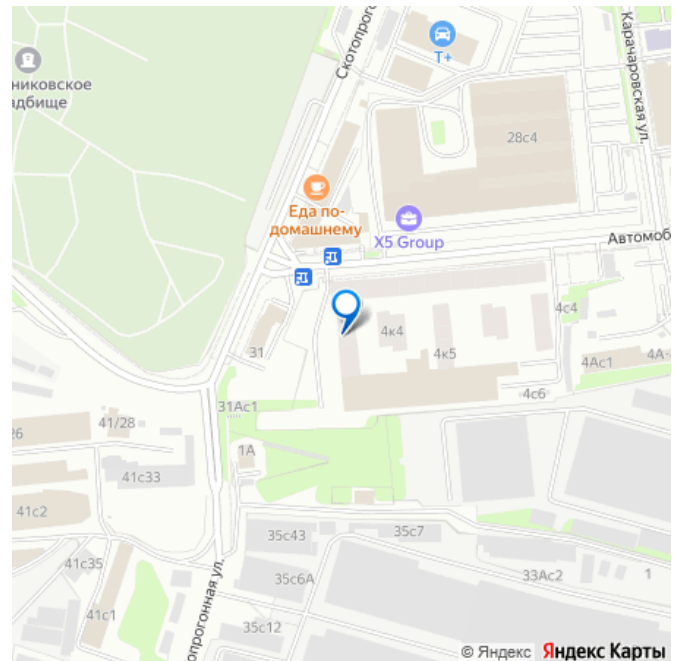 Скотопрого
Карачаровская ул.
T+
никовское
адбище
28с4
Еда по-
домашнему
X5 Group
Автомоб
4с4
4к4
4к5
31
4Ас1
4А-
4с6
31Ас1
41/28
26
1А
41с33
41с2
35с43
35с7
41с35
35с6А
33Ас2
1
41с1
опрогонная ул.
35с12
© Яндекс Яндекс Карты